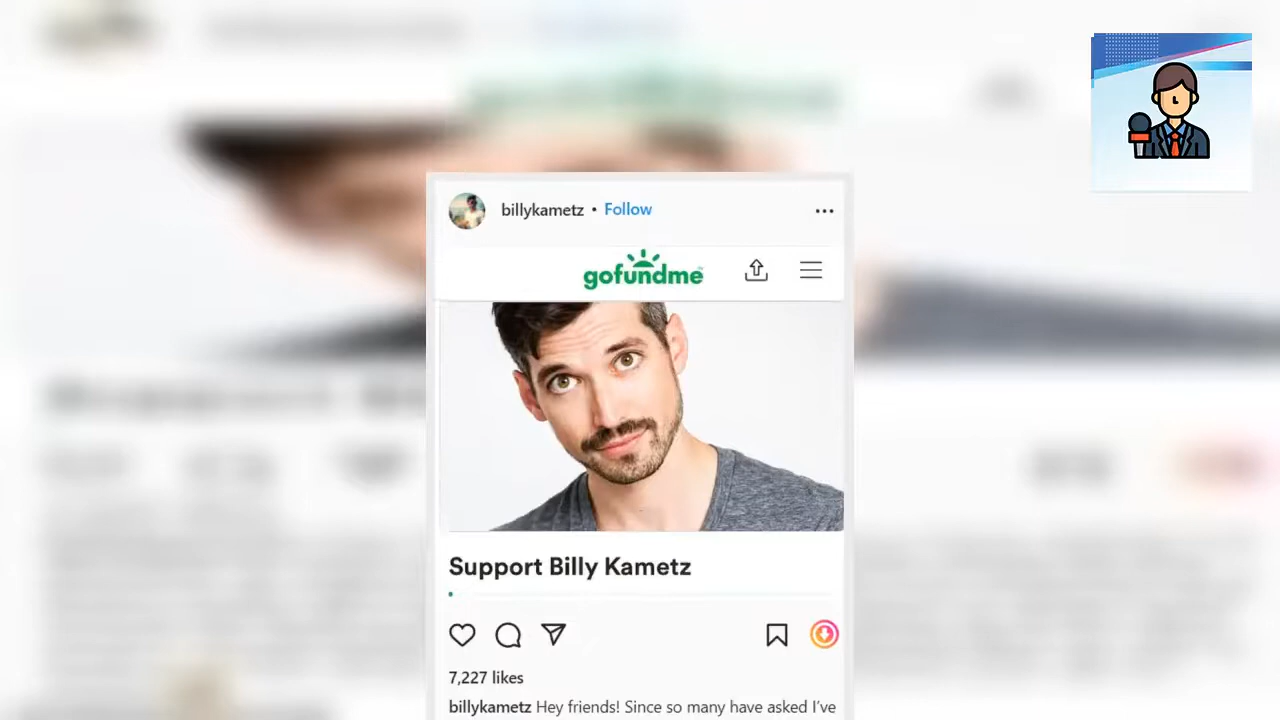 billykametz • Follow
gofundme
Support Billy Kametz
7,227 likes
billykametz Hey friends! Since so many have asked I've